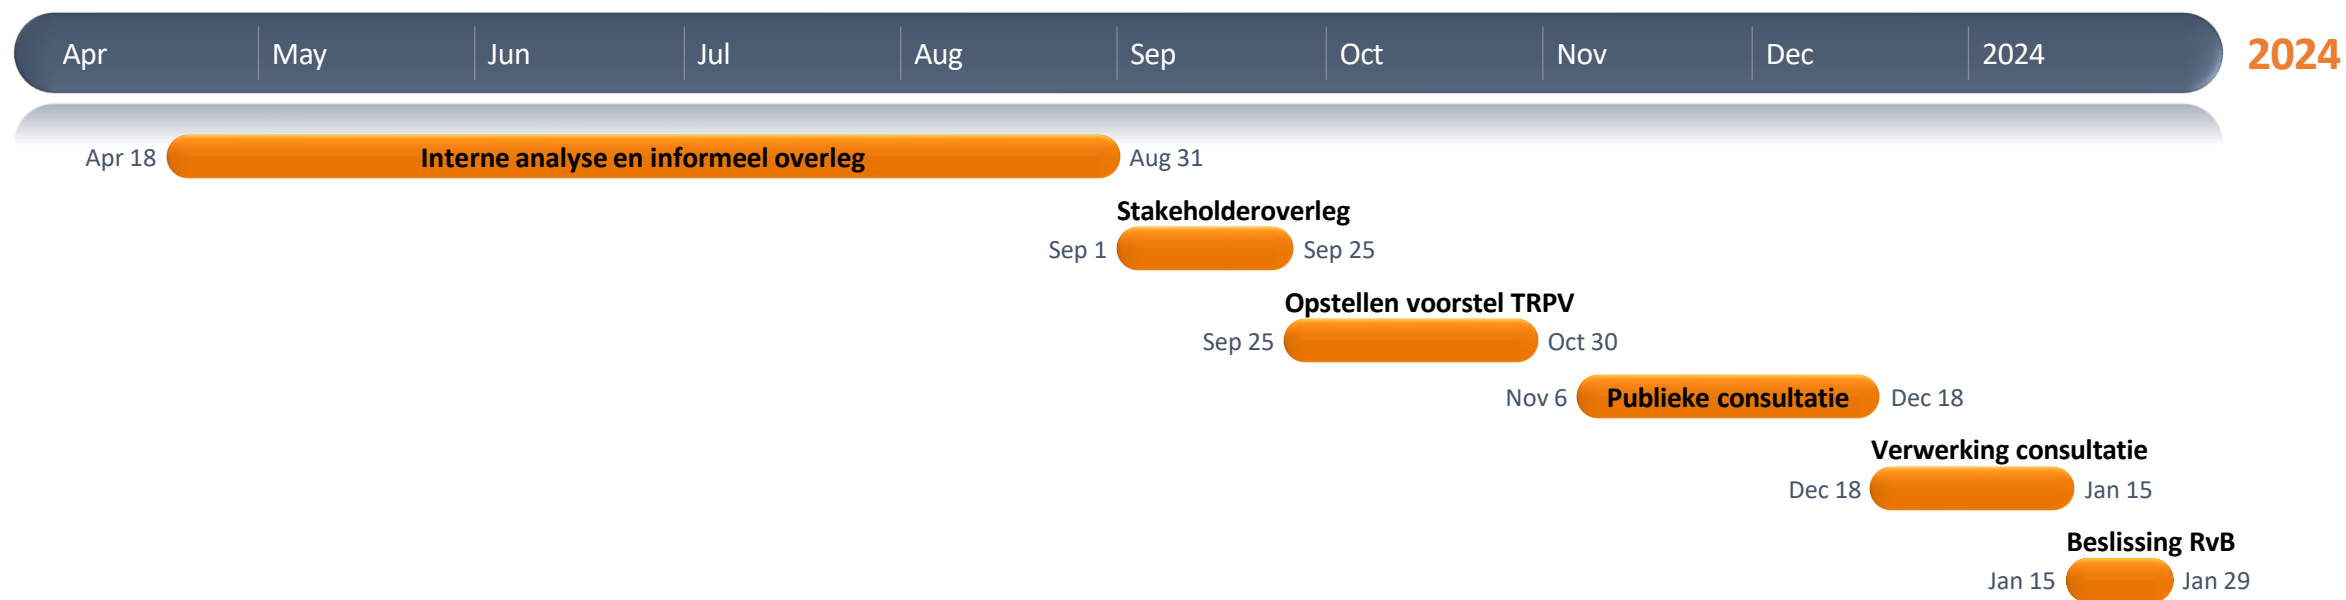 Apr May Jun Jul Aug Sep Oct Nov Dec 2024 2024
Apr 18 Interne analyse en informeel overleg Aug 31
Stakeholderoverleg
Sep 1 Sep 25
Opstellen voorstel TRPV
Sep 25 Oct 30
Nov 6 Publieke consultatie Dec 18
Verwerking consultatie
Dec 18 Jan 15
Beslissing RvB
Jan 15 Jan 29